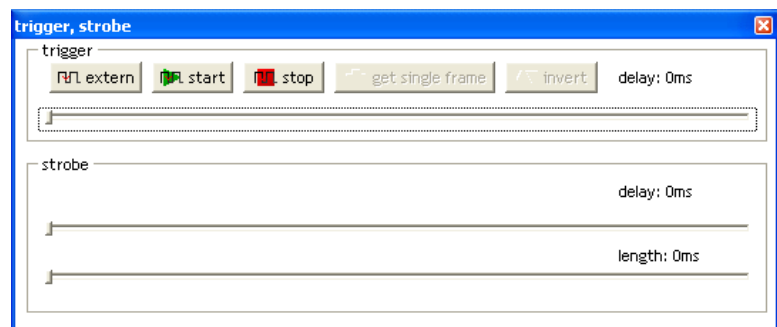 trigger, strobe
trigger
extern start stop get single frame invert delay: 0ms
strobe
delay: 0ms
length: 0ms